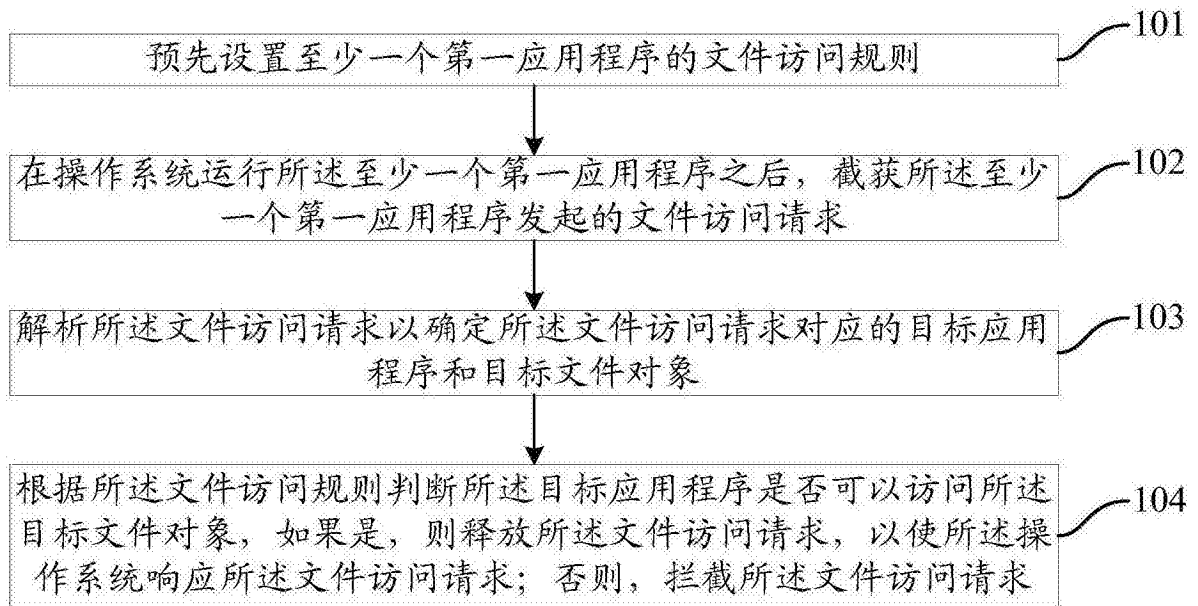 预先设置至少一个第一应用程序的文件访问规则
101
在操作系统运行所述至少一个第一应用程序之后，截获所述至少
一个第一应用程序发起的文件访问请求
102
解析所述文件访问请求以确定所述文件访问请求对应的目标应用
程序和目标文件对象
103
根据所述文件访问规则判断所述目标应用程序是否可以访问所述
目标文件对象，如果是，则释放所述文件访问请求，以使所述操
作系统响应所述文件访问请求；否则，拦截所述文件访问请求
104